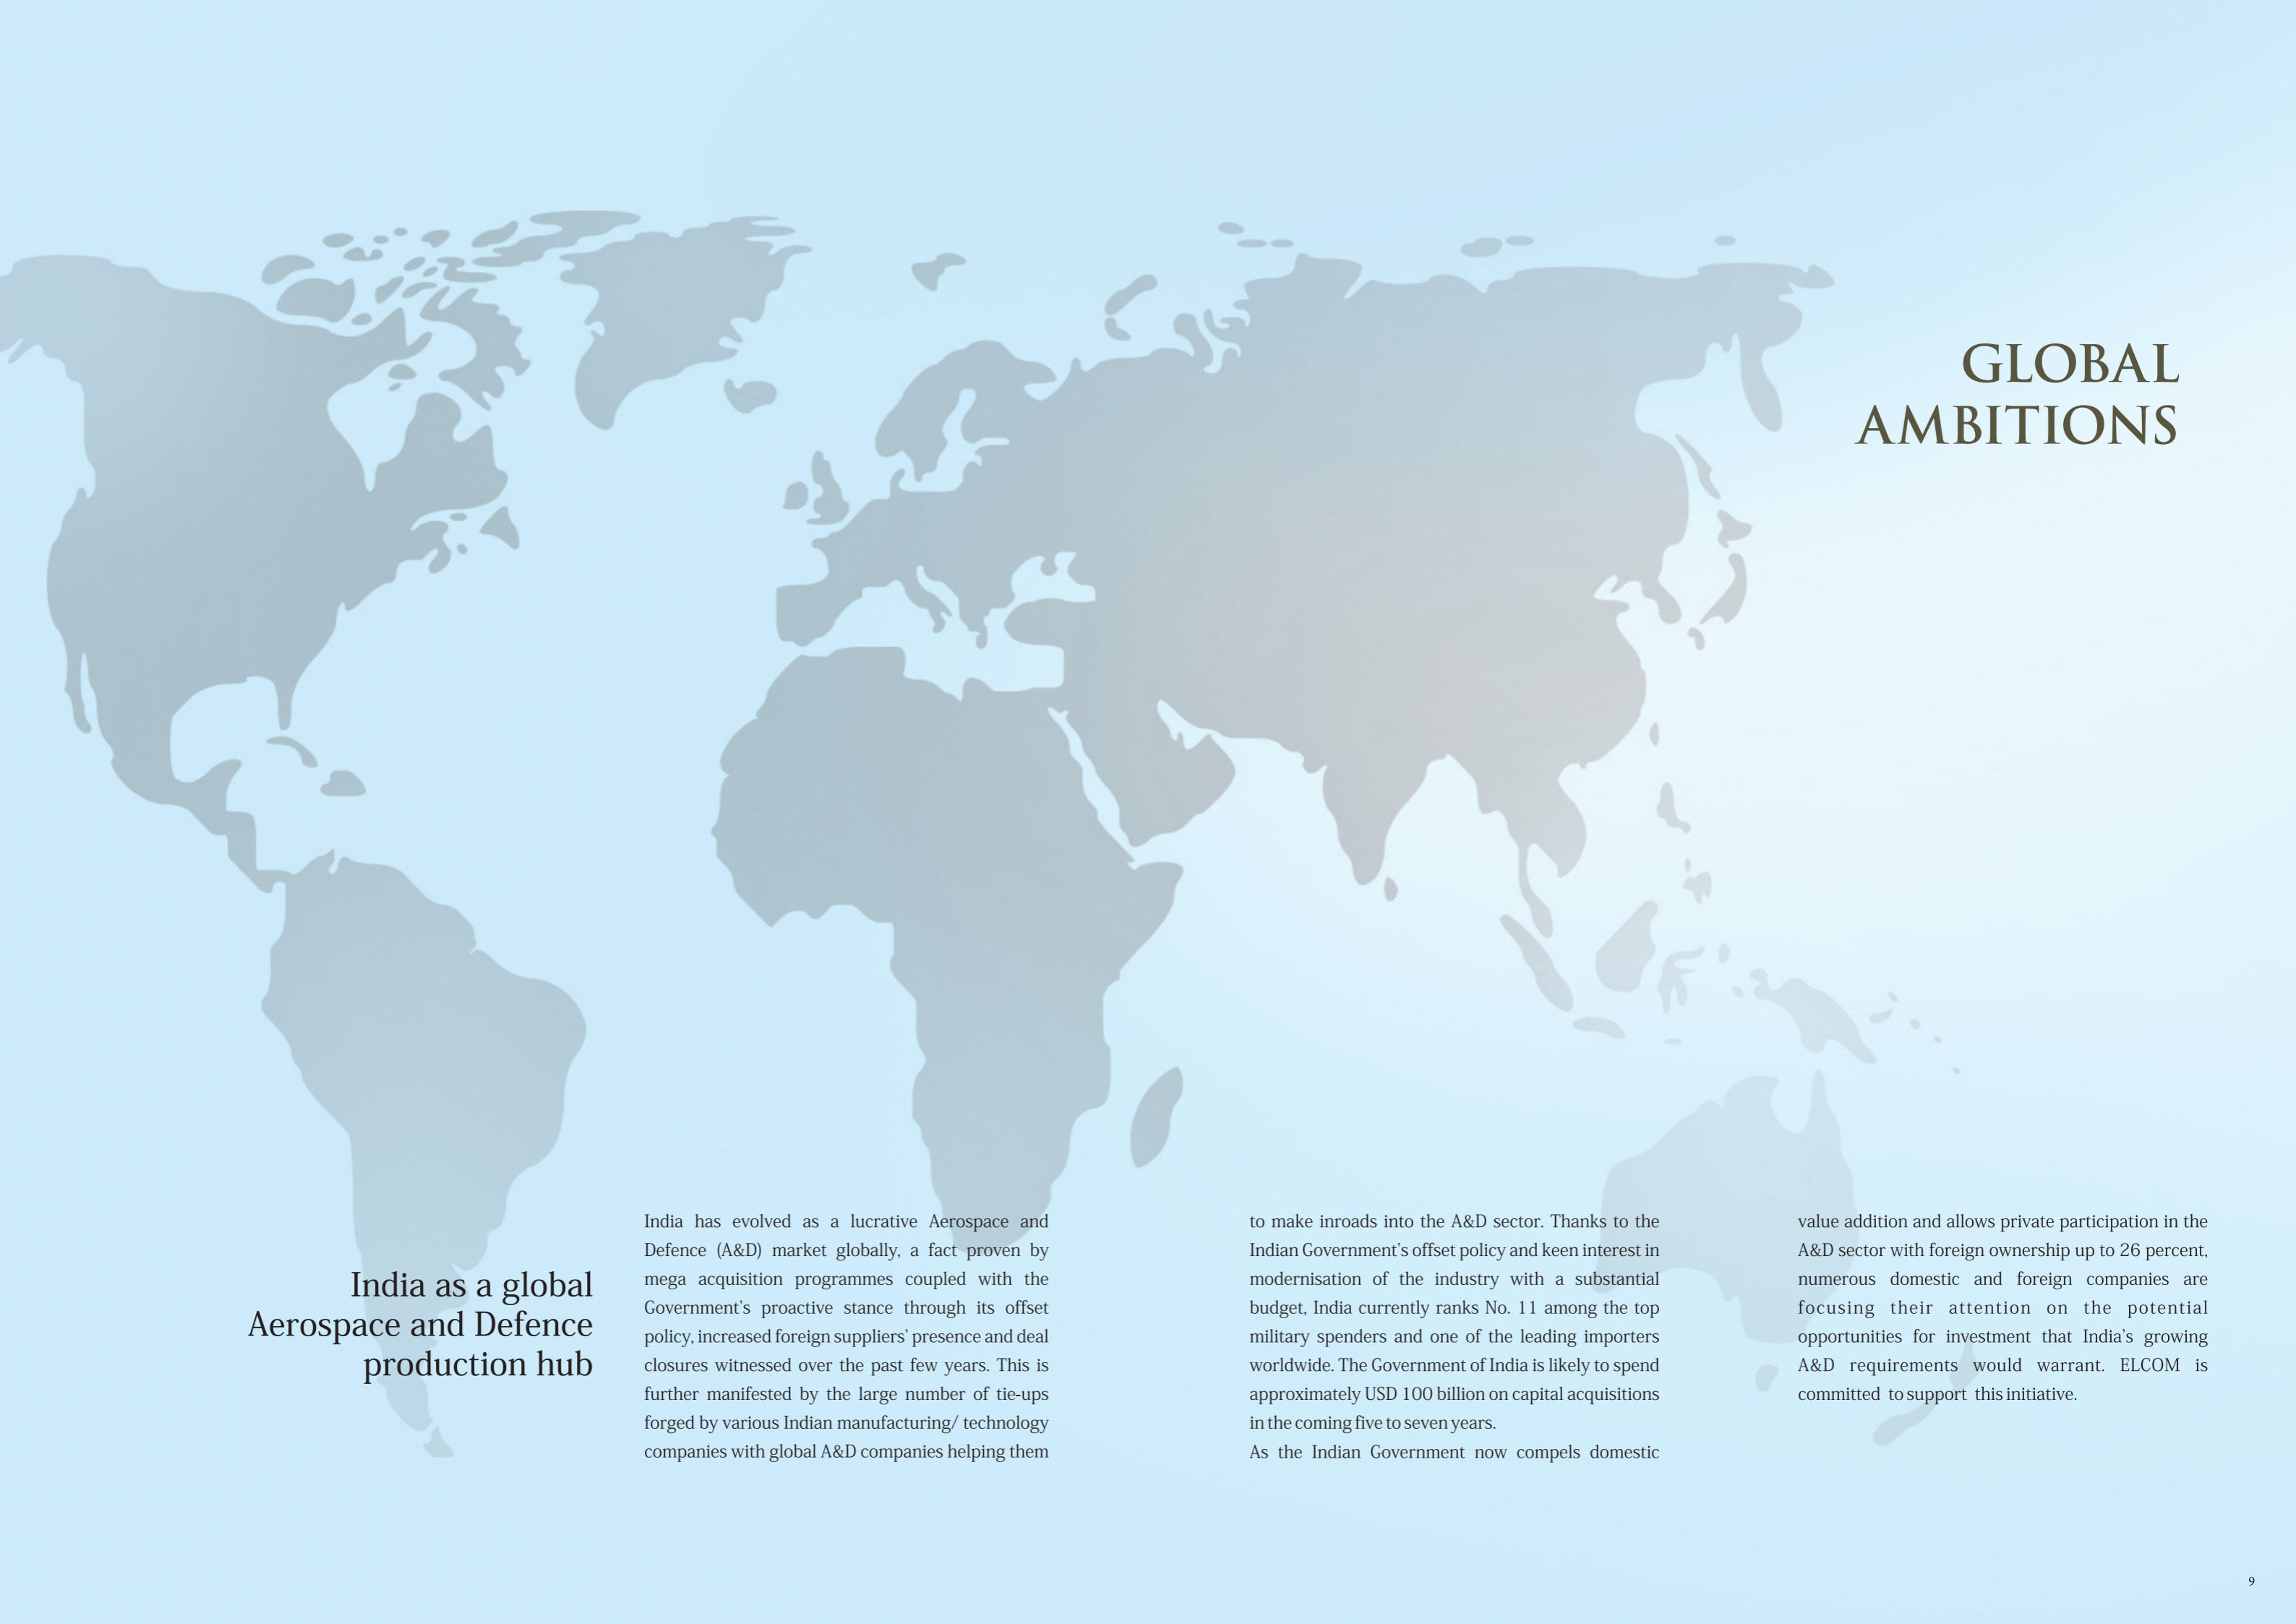 GLOBAL
AMBITIONS
India as a global
Aerospace and Defence
production hub
India has evolved as a lucrative Aerospace and
Defence (A&D) market globally, a fact proven by
mega acquisition programmes coupled with the
Government's proactive stance through its offset
policy, increased foreign suppliers' presence and deal
closures witnessed over the past few years. This is
further manifested by the large number of tie-ups
forged by various Indian manufacturing/ technology
companies with global A&D companies helping them
to make inroads into the A&D sector. Thanks to the
Indian Government's offset policy and keen interest in
modernisation of the industry with a substantial
budget, India currently ranks No. 11 among the top
military spenders and one of the leading importers
worldwide. The Government of India is likely to spend
approximately USD 100 billion on capital acquisitions
in the coming five to seven years.
As the Indian Government now compels domestic
value addition and allows private participation in the
A&D sector with foreign ownership up to 26 percent,
numerous domestic and foreign companies are
focusing their attention on the potential
opportunities for investment that India's growing
A&D requirements would warrant. ELCOM is
committed to support this initiative.
9